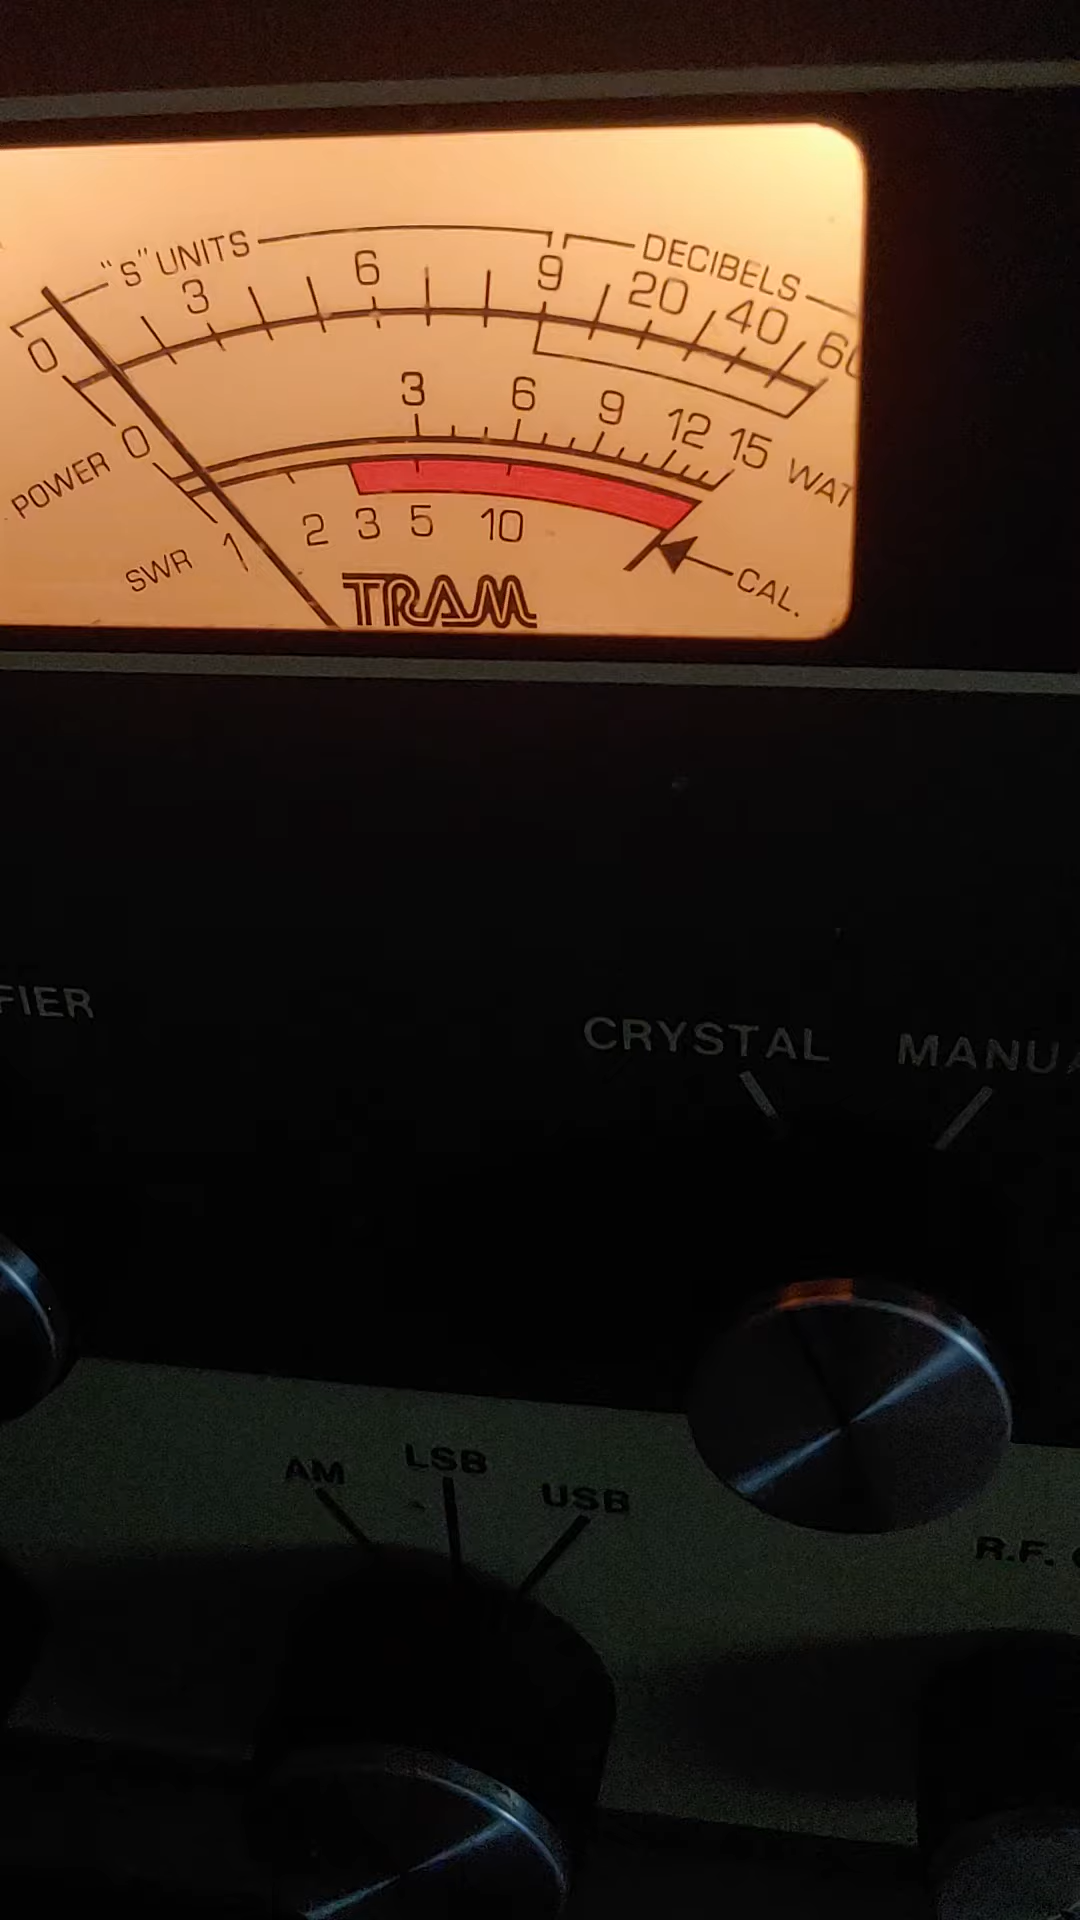 "S" UNITS
DECIBELS
0 3 6 9 20 40 60
3 6 9 12 15 WAT
POWER 0
SWR 1 2 3 5 10
CAL.
TRAM
FIER
CRYSTAL MANUA
AM LSB USB
R.F.